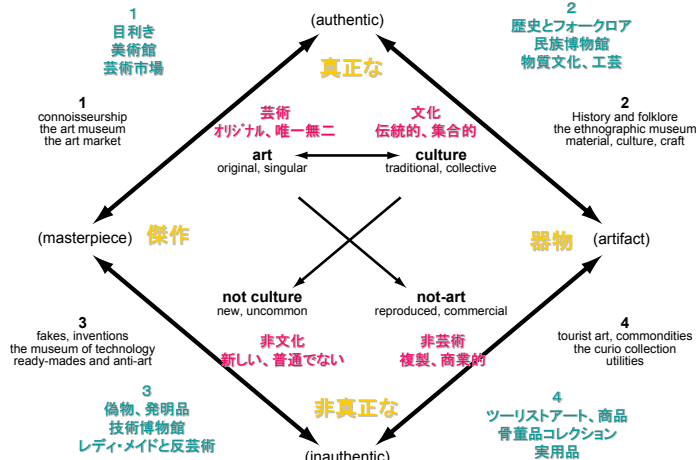 1
目利き
美術館
芸術市場
(authentic)
真正な
2
歴史とフォークロア
民族博物館
物質文化、工芸
1
connoisseurship
the art museum
the art market
芸術
オリジナル、唯一無二
art
original, singular
文化
伝統的、集合的
culture
traditional, collective
2
History and folklore
the ethnographic museum
material, culture, craft
(masterpiece)
傑作
器物
(artifact)
not culture
new, uncommon
非文化
新しい、普通でない
not-art
reproduced, commercial
非芸術
複製、商業的
3
fakes, inventions
the museum of technology
ready-mades and anti-art
4
tourist art, commodities
the curio collection
utilities
3
偽物、発明品
技術博物館
レディ・メイドと反芸術
非真正な
(inauthentic)
4
ツーリストアート、商品
骨董品コレクション
実用品